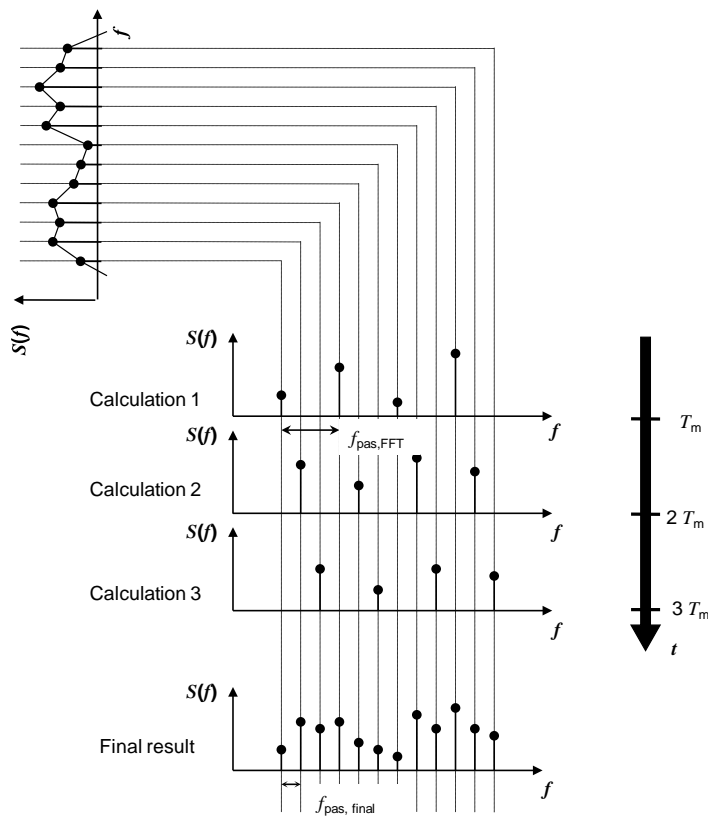 f
S(f)
S(f)
Calculation 1
f
T_m
f_pas,FFT
S(f)
Calculation 2
f
2 T_m
S(f)
Calculation 3
f
3 T_m
t
S(f)
Final result
f
f_pas, final